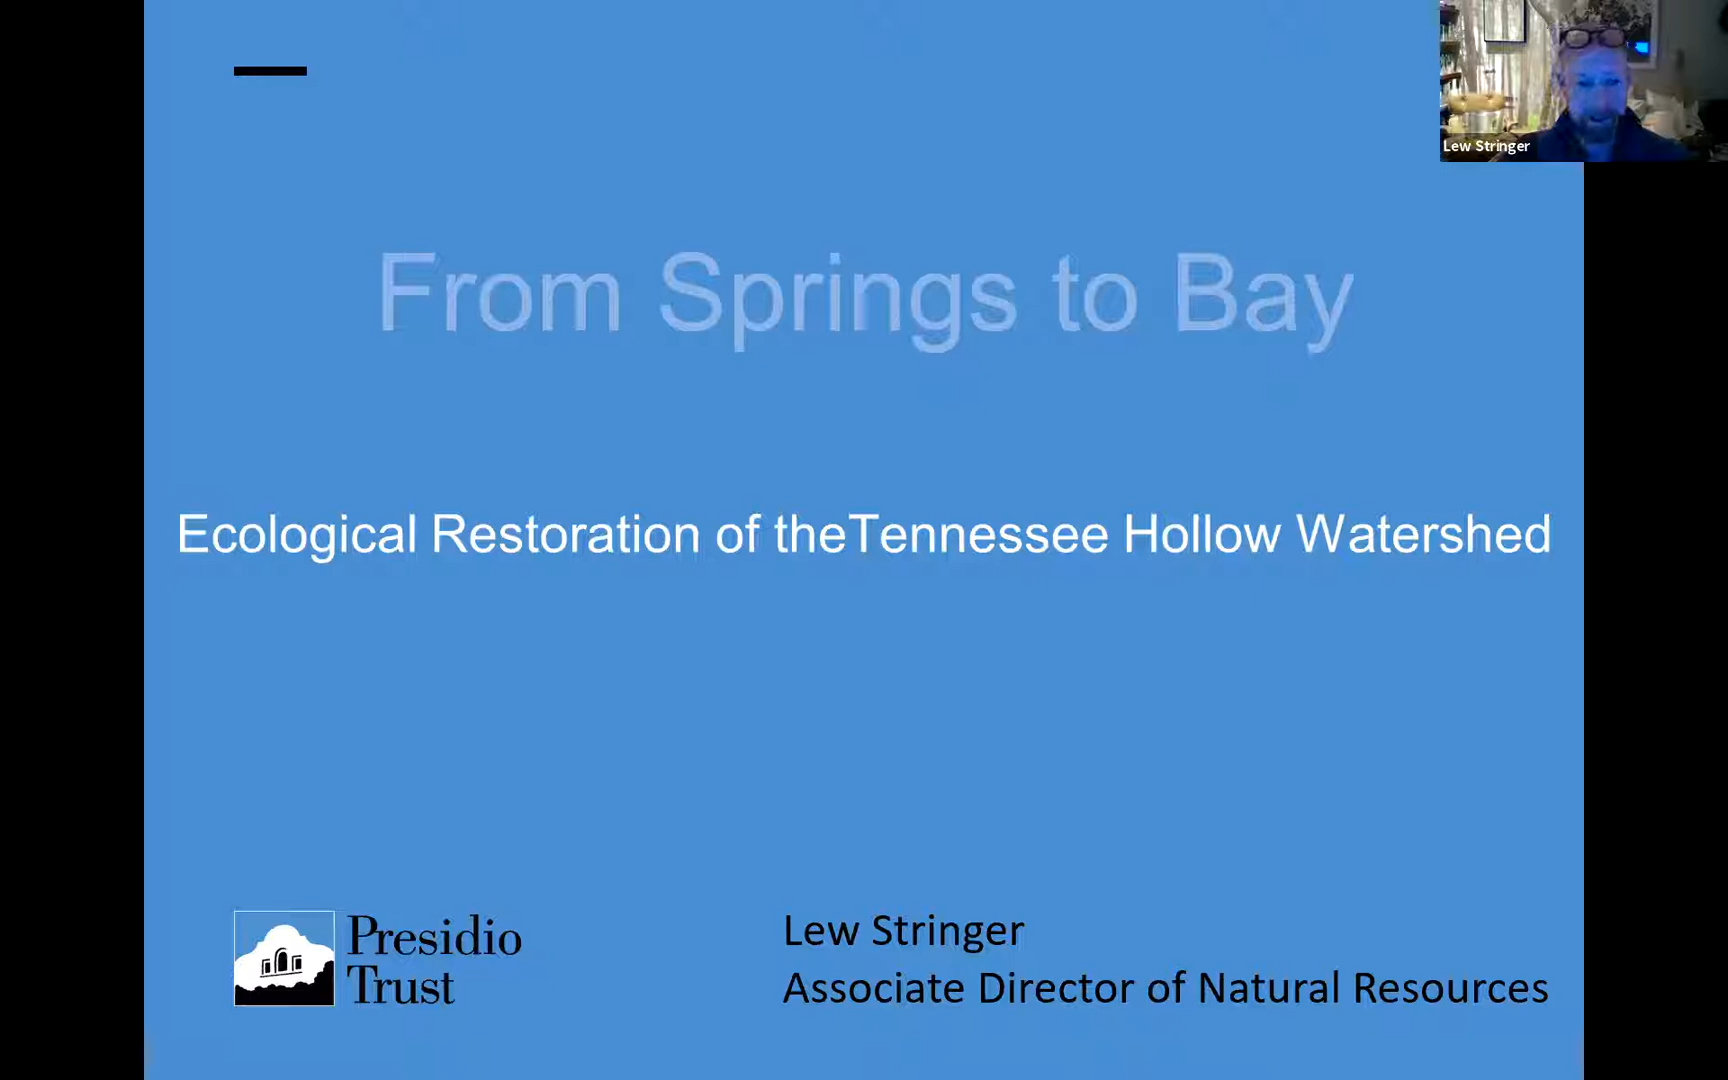 Lew Stringer
From Springs to Bay
Ecological Restoration of theTennessee Hollow Watershed
Presidio
Trust
Lew Stringer
Associate Director of Natural Resources